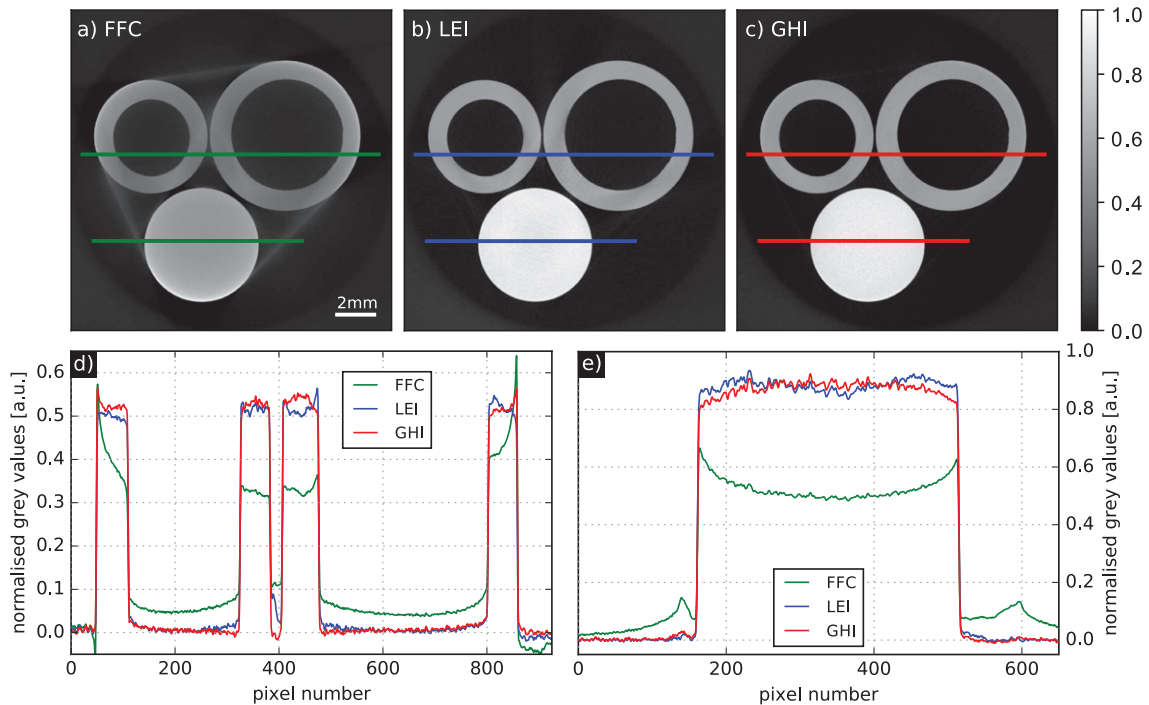 a) FFC
b) LEI
c) GHI
2mm
1.0
0.8
0.6
0.4
0.2
0.0
d)
normalised grey values [a.u.]
0.6
0.5
0.4
0.3
0.2
0.1
0.0
FFC
LEI
GHI
0 200 400 600 800
pixel number
e)
1.0
0.8
0.6
0.4
0.2
0.0
normalised grey values [a.u.]
FFC
LEI
GHI
0 200 400 600
pixel number